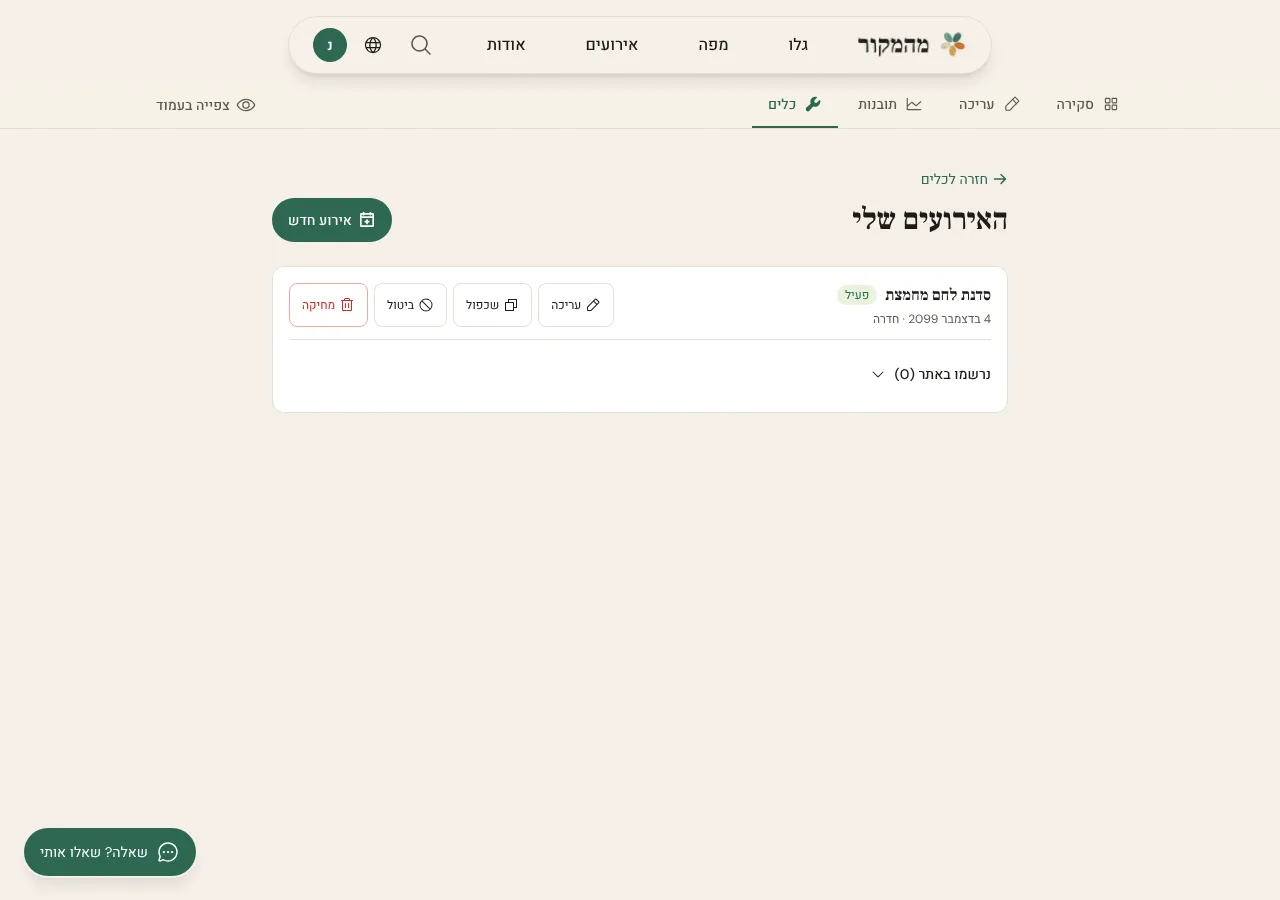 מהמקור
גלו
מפה
אירועים
אודות
נ
סקירה
עריכה
תובנות
כלים
צפייה בעמוד
חזרה לכלים
האירועים שלי
אירוע חדש
סדנת לחם מחמצת
פעיל
4 בדצמבר 2099 · חדרה
עריכה
שכפול
ביטול
מחיקה
נרשמו באתר (0)
שאלה? שאלו אותי